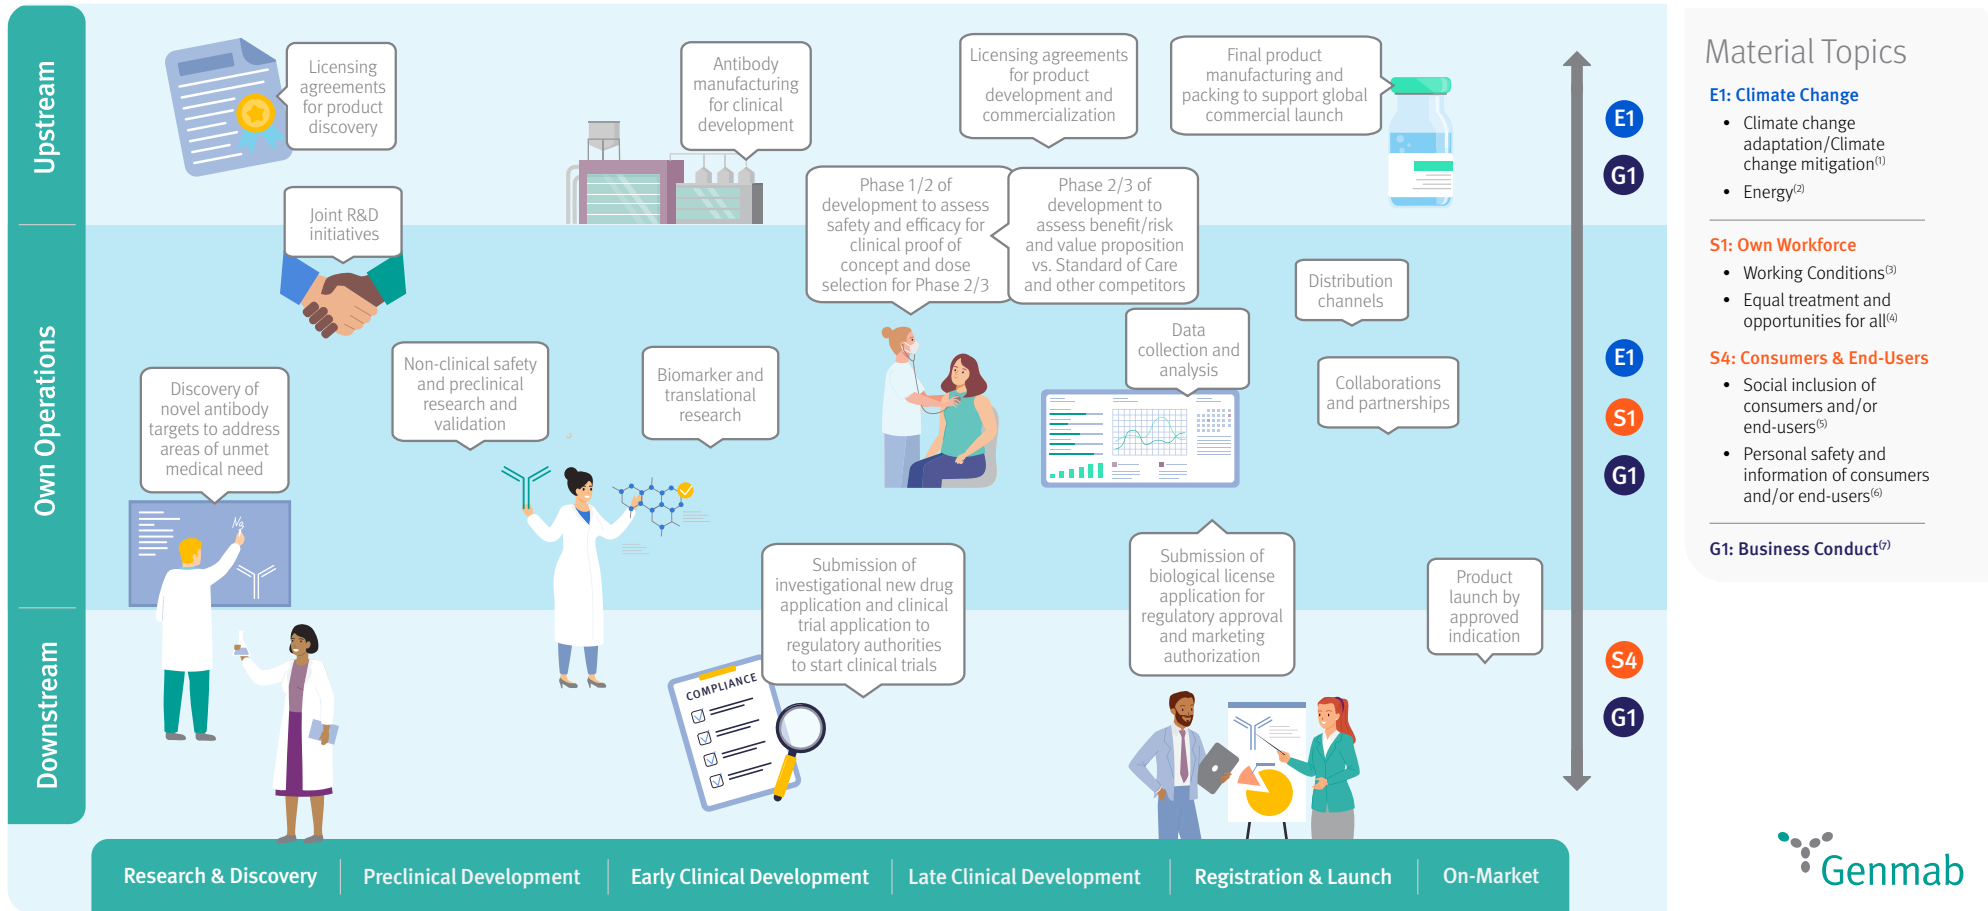 Upstream
Own Operations
Downstream
Licensing
agreements
for product
discovery
Antibody
manufacturing
for clinical
development
Licensing agreements
for product
development and
commercialization
Final product
manufacturing and
packing to support global
commercial launch
Joint R&D
initiatives
Phase 1/2 of
development to assess
safety and efficacy for
clinical proof of
concept and dose
selection for Phase 2/3
Phase 2/3 of
development to
assess benefit/risk
and value proposition
vs. Standard of Care
and other competitors
Distribution
channels
Data
collection and
analysis
Collaborations
and partnerships
Discovery of
novel antibody
targets to address
areas of unmet
medical need
Non-clinical safety
and preclinical
research and
validation
Biomarker and
translational
research
Na
Submission of
investigational new drug
application and clinical
trial application to
regulatory authorities
to start clinical trials
COMPLIANCE
Submission of
biological license
application for
regulatory approval
and marketing
authorization
Product
launch by
approved
indication
E1
G1
E1
S1
G1
S4
G1
Research & Discovery
Preclinical Development
Early Clinical Development
Late Clinical Development
Registration & Launch
On-Market
Material Topics
E1: Climate Change
• Climate change
adaptation/Climate
change mitigation(1)
• Energy(2)
S1: Own Workforce
• Working Conditions(3)
• Equal treatment and
opportunities for all(4)
S4: Consumers & End-Users
• Social inclusion of
consumers and/or
end-users(5)
• Personal safety and
information of consumers
and/or end-users(6)
G1: Business Conduct(7)
Genmab